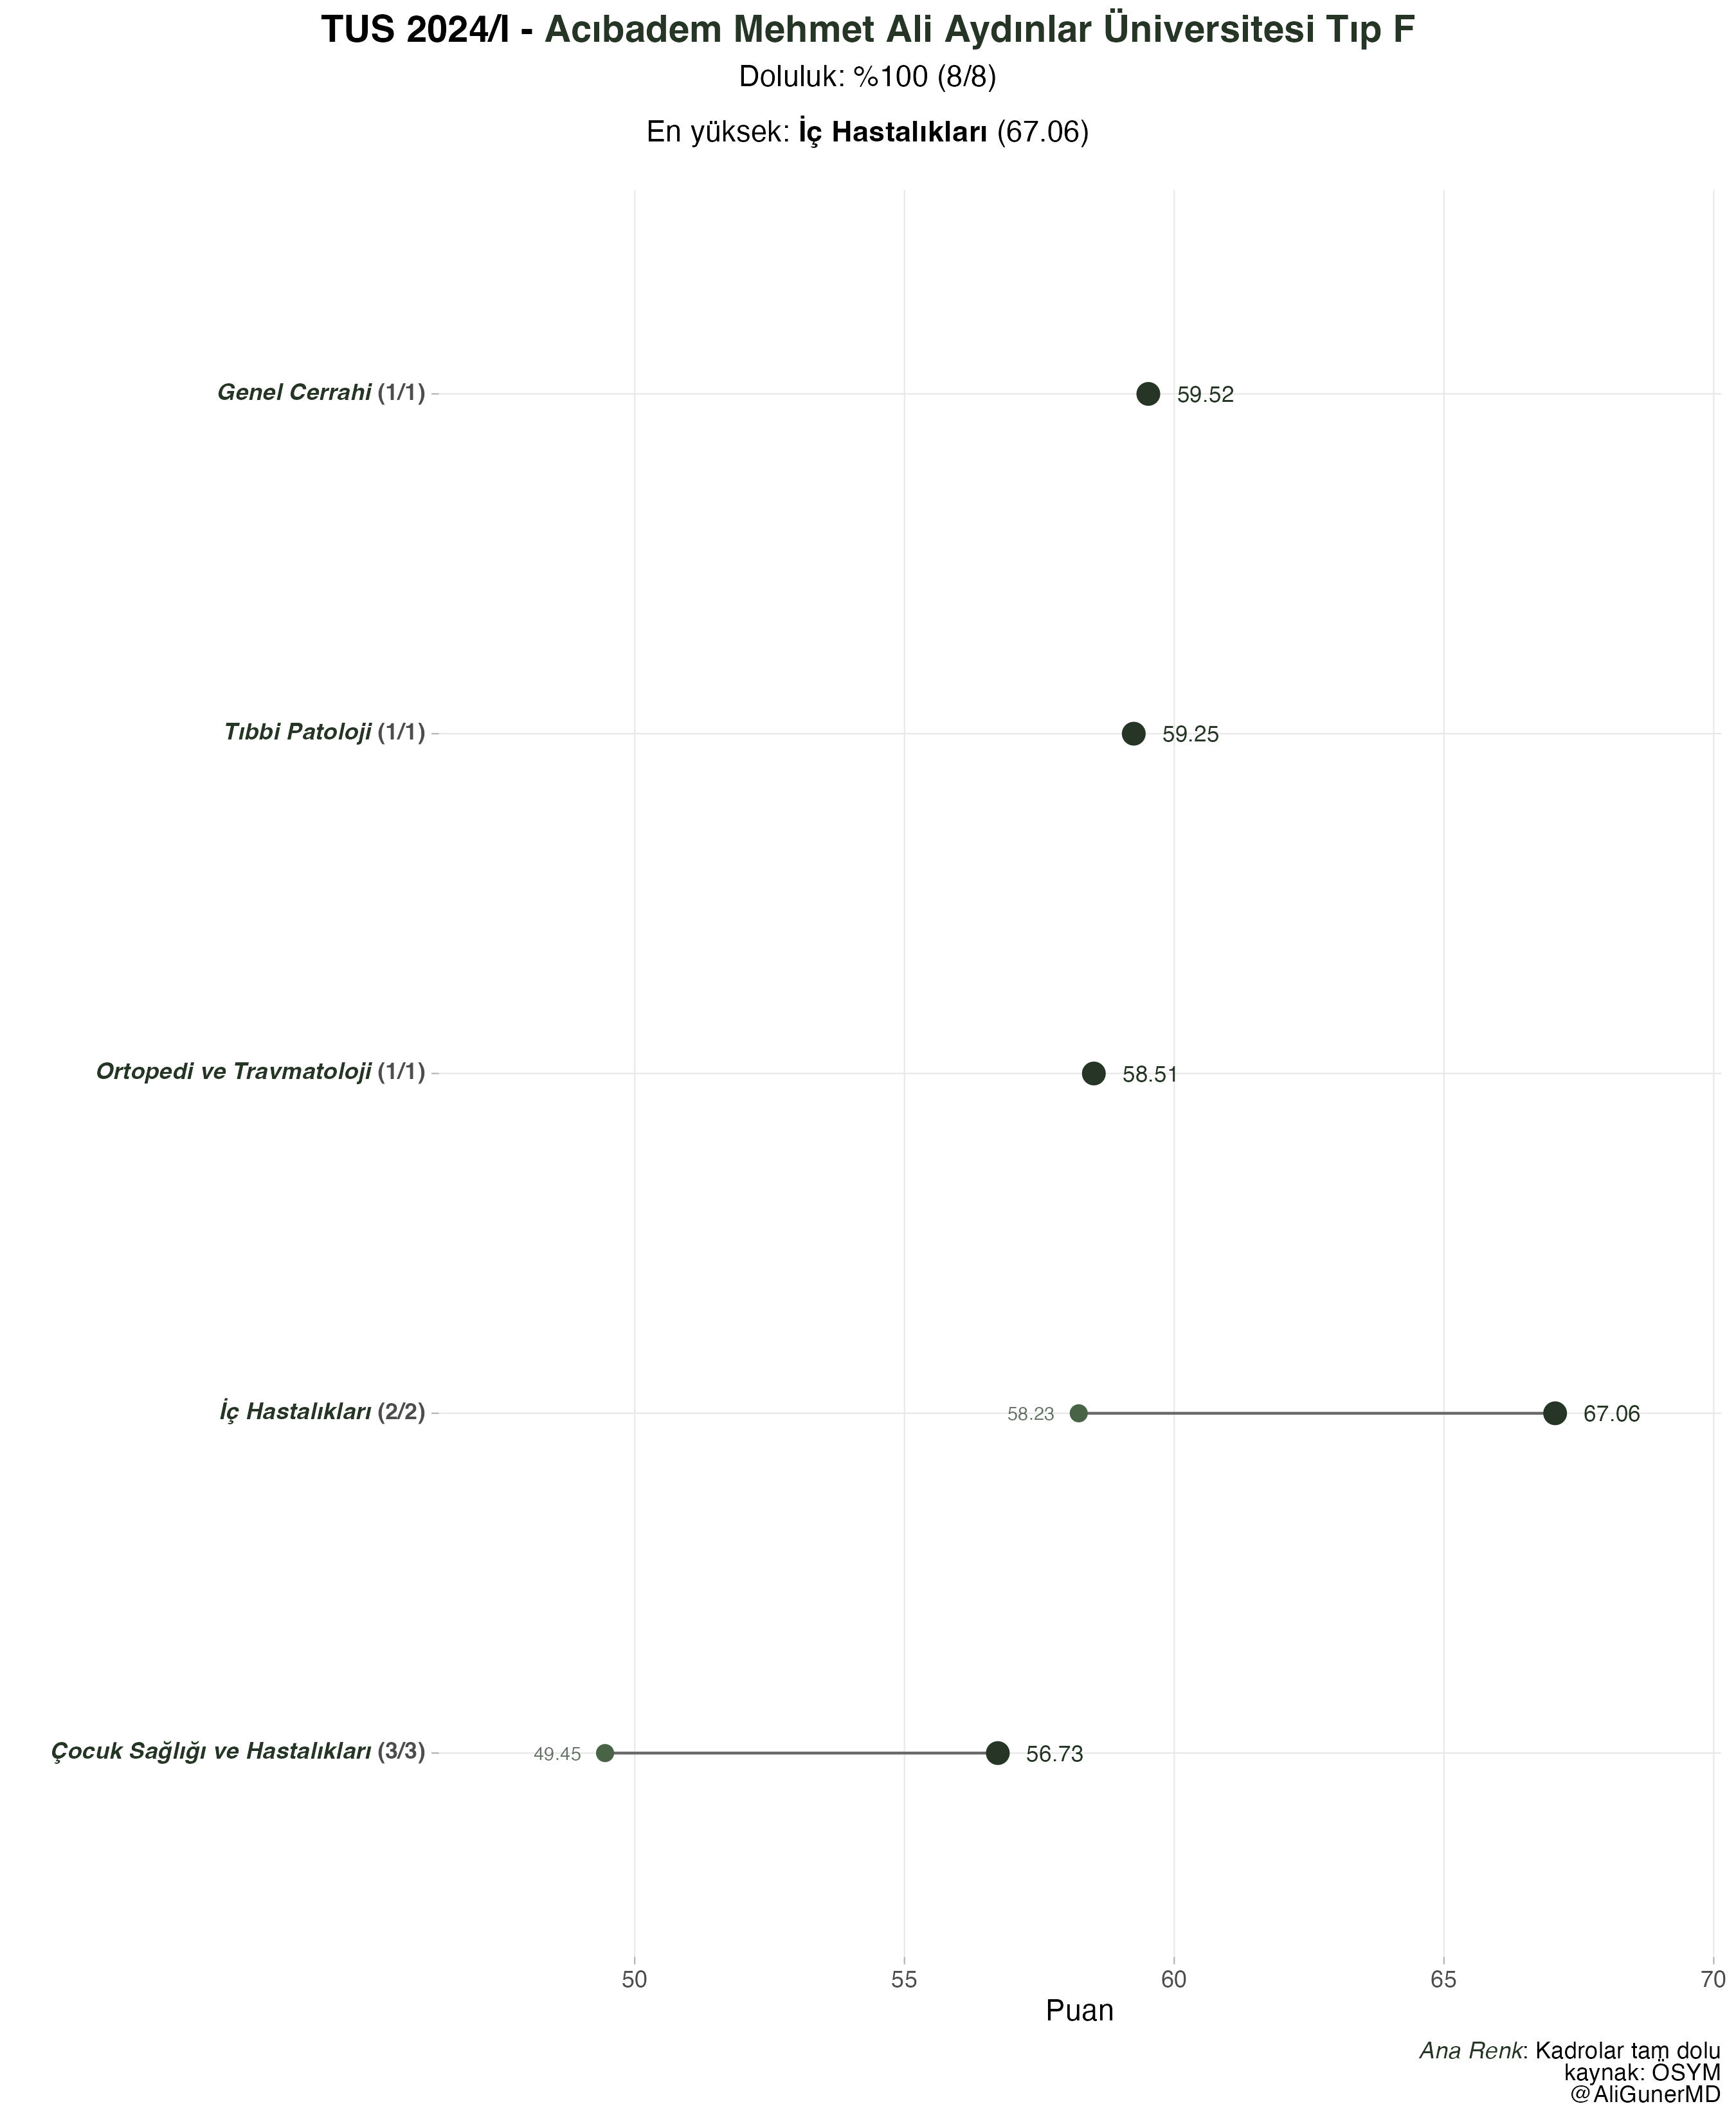 TUS 2024/I - Acıbadem Mehmet Ali Aydınlar Üniversitesi Tıp F
Doluluk: %100 (8/8)
En yüksek: İç Hastalıkları (67.06)
Genel Cerrahi (1/1)
59.52
Tıbbi Patoloji (1/1)
59.25
Ortopedi ve Travmatoloji (1/1)
58.51
İç Hastalıkları (2/2)
58.23
67.06
Çocuk Sağlığı ve Hastalıkları (3/3)
49.45
56.73
50 55 60 65 70
Puan
Ana Renk: Kadrolar tam dolu
kaynak: ÖSYM
@AliGunerMD